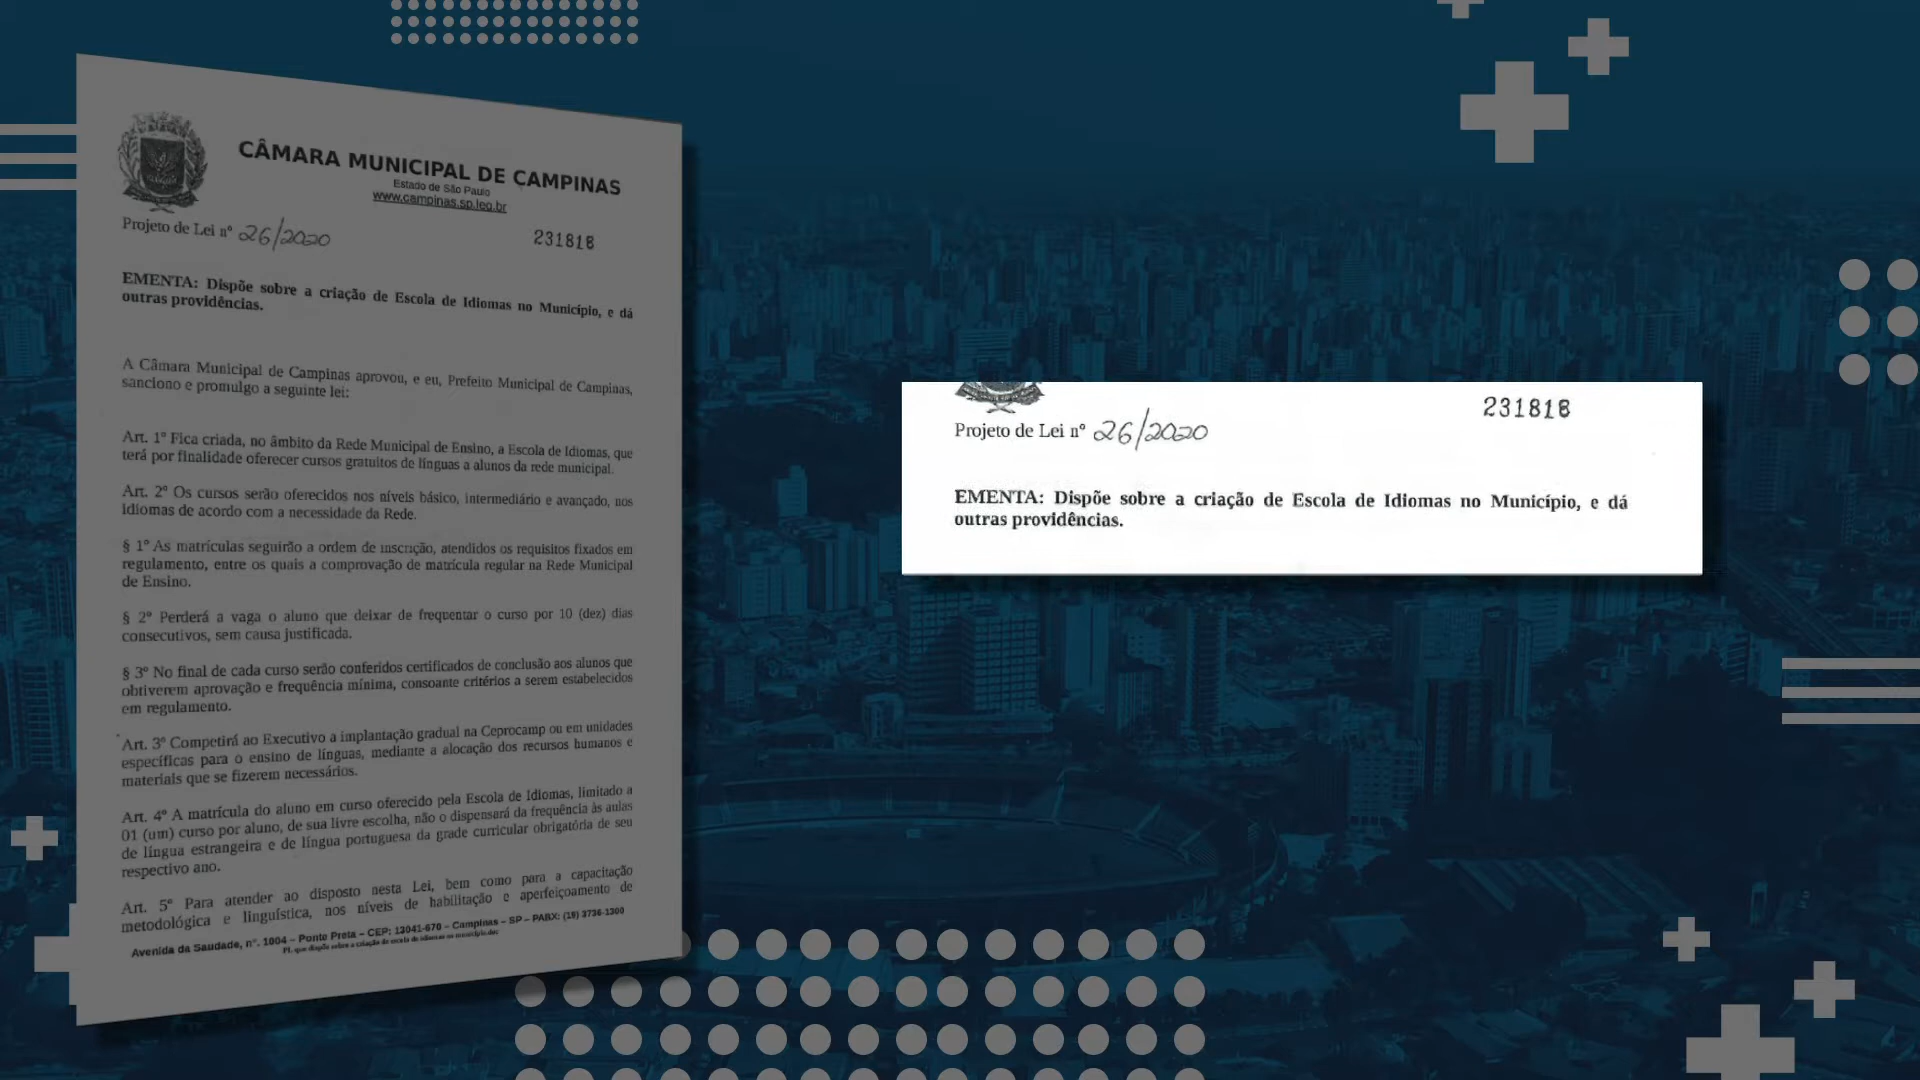 CÂMARA MUNICIPAL DE CAMPINAS
Estado de São Paulo
www.campinas.sp.leg.br
Projeto de Lei nº 26/2020
231818
EMENTA: Dispõe sobre a criação de Escola de Idiomas no Município, e dá
outras providências.
A Câmara Municipal de Campinas aprovou, e eu, Prefeito Municipal de Campinas,
sanciono e promulgo a seguinte lei:
Art. 1º Fica criada, no âmbito da Rede Municipal de Ensino, a Escola de Idiomas, que
terá por finalidade oferecer cursos gratuitos de línguas a alunos da rede municipal.
Art. 2º Os cursos serão oferecidos nos níveis básico, intermediário e avançado, nos
idiomas de acordo com a necessidade da Rede.
§ 1º As matrículas seguirão a ordem de inscrição, atendidos os requisitos fixados em
regulamento, entre os quais a comprovação de matrícula regular na Rede Municipal
de Ensino.
§ 2º Perderá a vaga o aluno que deixar de frequentar o curso por 10 (dez) dias
consecutivos, sem causa justificada.
§ 3º No final de cada curso serão conferidos certificados de conclusão aos alunos que
obtiverem aprovação e frequência mínima, consoante critérios a serem estabelecidos
em regulamento.
Art. 3º Competirá ao Executivo a implantação gradual na Ceprocamp ou em unidades
específicas para o ensino de línguas, mediante a alocação dos recursos humanos e
materiais que se fizerem necessários.
Art. 4º A matrícula do aluno em curso oferecido pela Escola de Idiomas, limitado a
01 (um) curso por aluno, de sua livre escolha, não o dispensará da frequência às aulas
de língua estrangeira e de língua portuguesa da grade curricular obrigatória de seu
respectivo ano.
Art. 5º Para atender ao disposto nesta Lei, bem como para a capacitação
metodológica e linguística, nos níveis de habilitação e aperfeiçoamento de
Avenida da Saudade, nº. 1004 – Ponte Preta – CEP: 13041-670 – Campinas – SP – PABX: (19) 3736-1300
PL que dispõe sobre a criação de escola de idiomas no município.doc
Projeto de Lei nº 26/2020
231818
EMENTA: Dispõe sobre a criação de Escola de Idiomas no Município, e dá
outras providências.